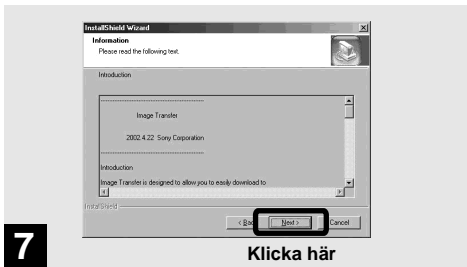 InstallShield Wizard
Information
Please read the following text.
Introduction
Image Transfer
2002.4.22 Sony Corporation
Introduction
Image Transfer is designed to allow you to easily download to
InstallShield
< Bac
Next >
Cancel
7
Klicka här